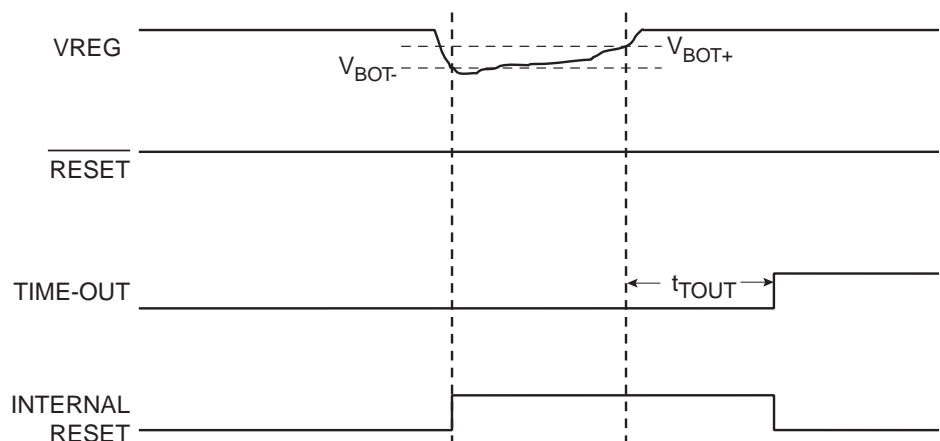 VREG
VBOT-
VBOT+
RESET
TIME-OUT
tTOUT
INTERNAL
RESET